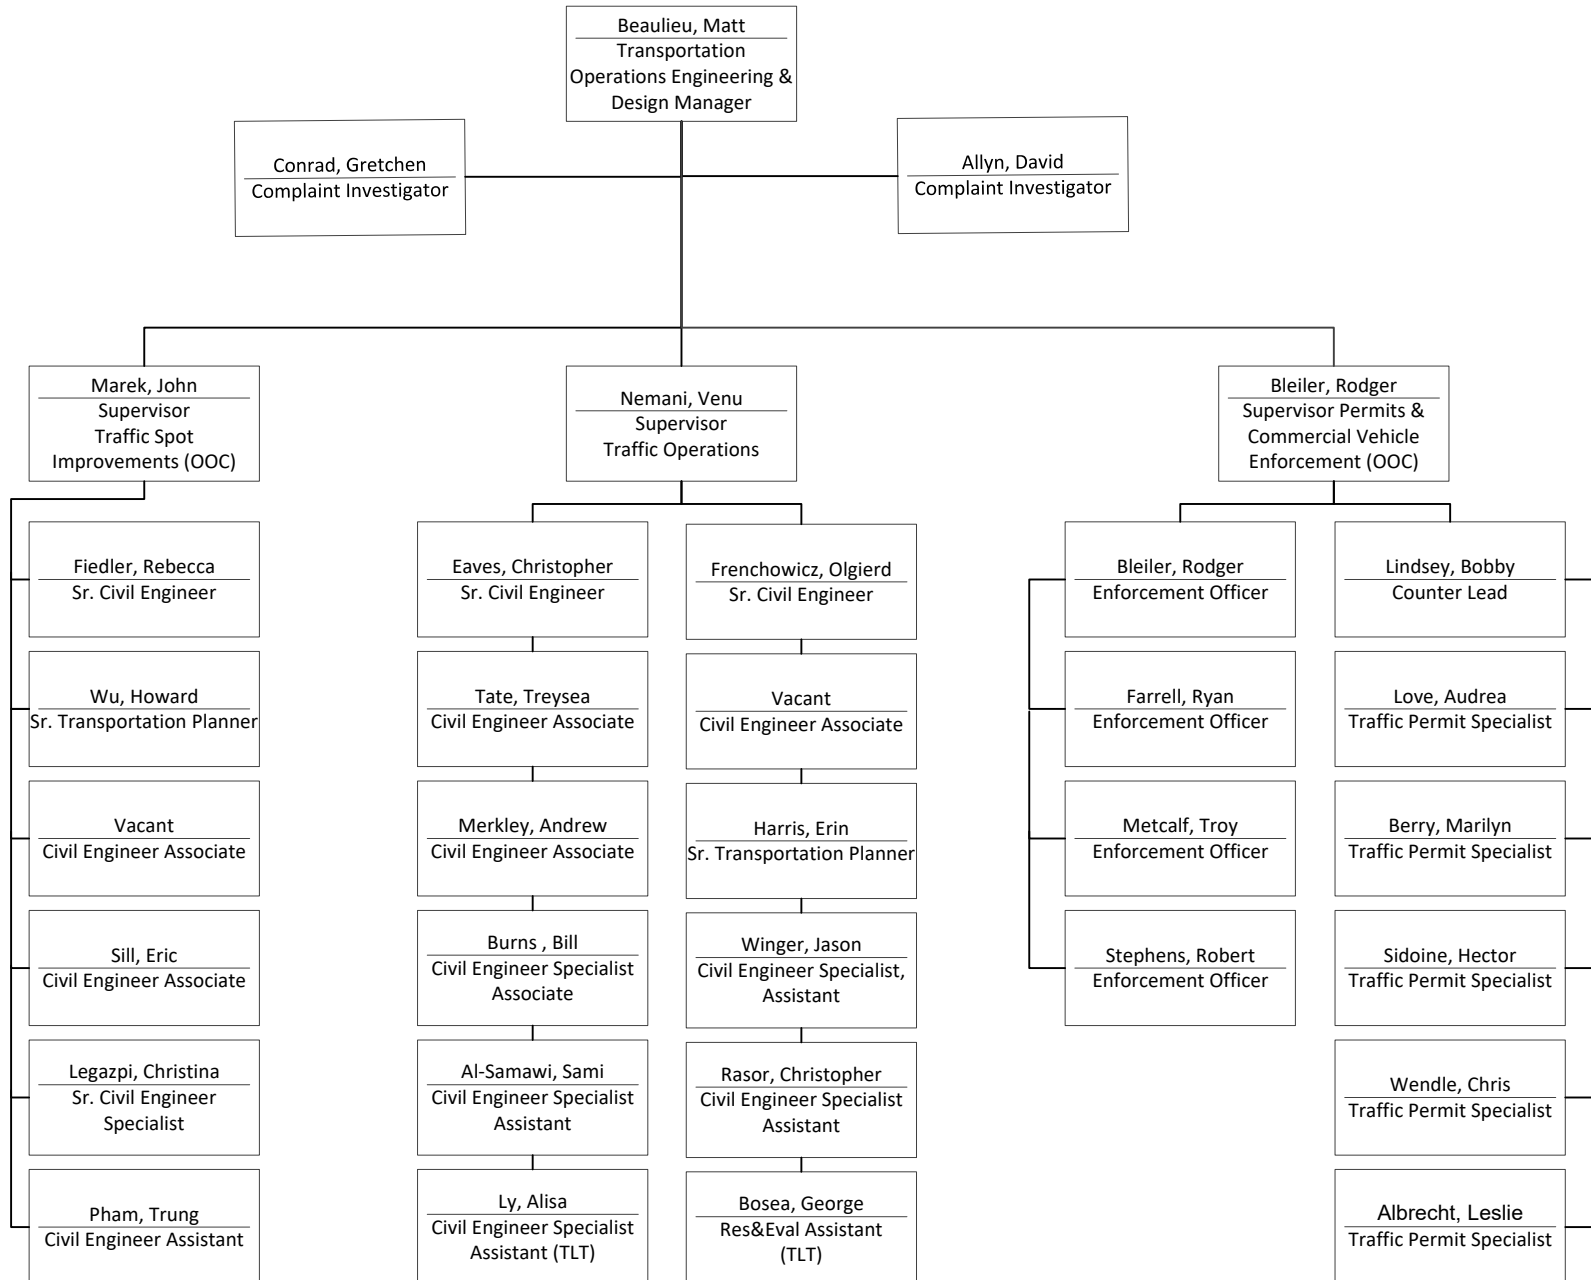 Beaulieu, Matt
Transportation
Operations Engineering &
Design Manager
Conrad, Gretchen
Complaint Investigator
Allyn, David
Complaint Investigator
Marek, John
Supervisor
Traffic Spot
Improvements (OOC)
Nemani, Venu
Supervisor
Traffic Operations
Bleiler, Rodger
Supervisor Permits &
Commercial Vehicle
Enforcement (OOC)
Fiedler, Rebecca
Sr. Civil Engineer
Wu, Howard
Sr. Transportation Planner
Vacant
Civil Engineer Associate
Sill, Eric
Civil Engineer Associate
Legazpi, Christina
Sr. Civil Engineer
Specialist
Pham, Trung
Civil Engineer Assistant
Eaves, Christopher
Sr. Civil Engineer
Tate, Treysea
Civil Engineer Associate
Merkley, Andrew
Civil Engineer Associate
Burns , Bill
Civil Engineer Specialist
Associate
Al-Samawi, Sami
Civil Engineer Specialist
Assistant
Ly, Alisa
Civil Engineer Specialist
Assistant (TLT)
Frenchowicz, Olgierd
Sr. Civil Engineer
Vacant
Civil Engineer Associate
Harris, Erin
Sr. Transportation Planner
Winger, Jason
Civil Engineer Specialist,
Assistant
Rasor, Christopher
Civil Engineer Specialist
Assistant
Bosea, George
Res&Eval Assistant
(TLT)
Bleiler, Rodger
Enforcement Officer
Farrell, Ryan
Enforcement Officer
Metcalf, Troy
Enforcement Officer
Stephens, Robert
Enforcement Officer
Lindsey, Bobby
Counter Lead
Love, Audrea
Traffic Permit Specialist
Berry, Marilyn
Traffic Permit Specialist
Sidoine, Hector
Traffic Permit Specialist
Wendle, Chris
Traffic Permit Specialist
Albrecht, Leslie
Traffic Permit Specialist